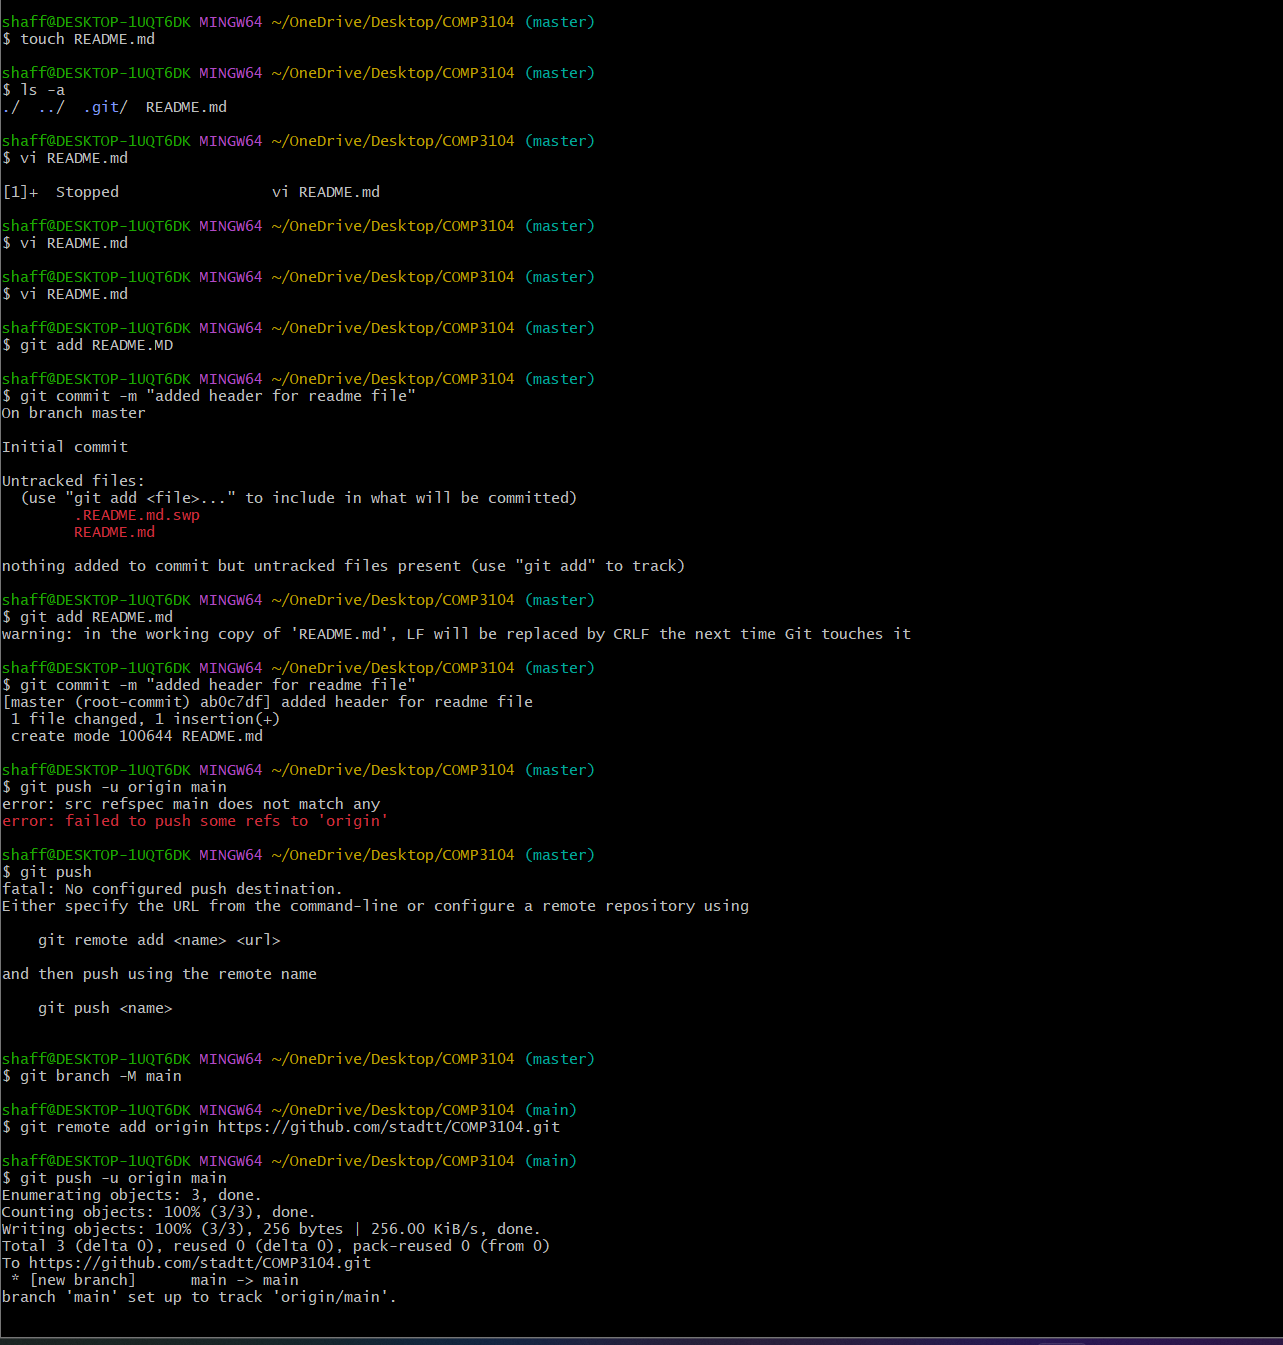 shaff@DESKTOP-1UQT6DK MINGW64 ~/OneDrive/Desktop/COMP3104 (master)
$ touch README.md
shaff@DESKTOP-1UQT6DK MINGW64 ~/OneDrive/Desktop/COMP3104 (master)
$ ls -a
./  ../  .git/  README.md
shaff@DESKTOP-1UQT6DK MINGW64 ~/OneDrive/Desktop/COMP3104 (master)
$ vi README.md
[1]+  Stopped                 vi README.md
shaff@DESKTOP-1UQT6DK MINGW64 ~/OneDrive/Desktop/COMP3104 (master)
$ vi README.md
shaff@DESKTOP-1UQT6DK MINGW64 ~/OneDrive/Desktop/COMP3104 (master)
$ vi README.md
shaff@DESKTOP-1UQT6DK MINGW64 ~/OneDrive/Desktop/COMP3104 (master)
$ git add README.MD
shaff@DESKTOP-1UQT6DK MINGW64 ~/OneDrive/Desktop/COMP3104 (master)
$ git commit -m "added header for readme file"
On branch master
Initial commit
Untracked files:
  (use "git add <file>..." to include in what will be committed)
        .README.md.swp
        README.md
nothing added to commit but untracked files present (use "git add" to track)
shaff@DESKTOP-1UQT6DK MINGW64 ~/OneDrive/Desktop/COMP3104 (master)
$ git add README.md
warning: in the working copy of 'README.md', LF will be replaced by CRLF the next time Git touches it
shaff@DESKTOP-1UQT6DK MINGW64 ~/OneDrive/Desktop/COMP3104 (master)
$ git commit -m "added header for readme file"
[master (root-commit) ab0c7df] added header for readme file
 1 file changed, 1 insertion(+)
 create mode 100644 README.md
shaff@DESKTOP-1UQT6DK MINGW64 ~/OneDrive/Desktop/COMP3104 (master)
$ git push -u origin main
error: src refspec main does not match any
error: failed to push some refs to 'origin'
shaff@DESKTOP-1UQT6DK MINGW64 ~/OneDrive/Desktop/COMP3104 (master)
$ git push
fatal: No configured push destination.
Either specify the URL from the command-line or configure a remote repository using
    git remote add <name> <url>
and then push using the remote name
    git push <name>
shaff@DESKTOP-1UQT6DK MINGW64 ~/OneDrive/Desktop/COMP3104 (master)
$ git branch -M main
shaff@DESKTOP-1UQT6DK MINGW64 ~/OneDrive/Desktop/COMP3104 (main)
$ git remote add origin https://github.com/stadtt/COMP3104.git
shaff@DESKTOP-1UQT6DK MINGW64 ~/OneDrive/Desktop/COMP3104 (main)
$ git push -u origin main
Enumerating objects: 3, done.
Counting objects: 100% (3/3), done.
Writing objects: 100% (3/3), 256 bytes | 256.00 KiB/s, done.
Total 3 (delta 0), reused 0 (delta 0), pack-reused 0 (from 0)
To https://github.com/stadtt/COMP3104.git
 * [new branch]      main -> main
branch 'main' set up to track 'origin/main'.